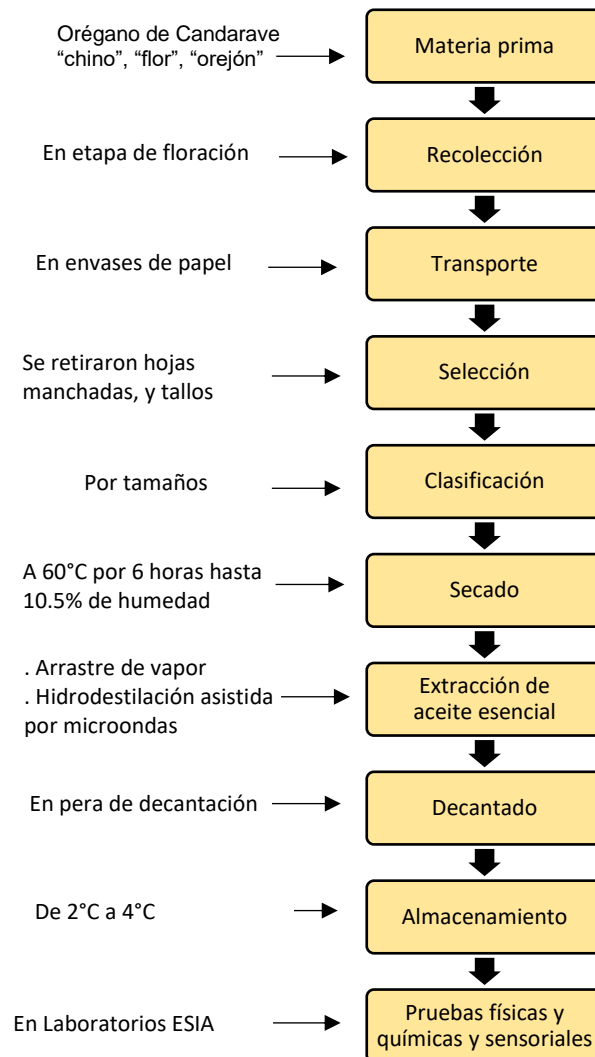 Orégano de Candarave
“chino”, “flor”, “orejón”
Materia prima
En etapa de floración
Recolección
En envases de papel
Transporte
Se retiraron hojas
manchadas, y tallos
Selección
Por tamaños
Clasificación
A 60°C por 6 horas hasta
10.5% de humedad
Secado
. Arrastre de vapor
. Hidrodestilación asistida
por microondas
Extracción de
aceite esencial
En pera de decantación
Decantado
De 2°C a 4°C
Almacenamiento
En Laboratorios ESIA
Pruebas físicas y
químicas y sensoriales